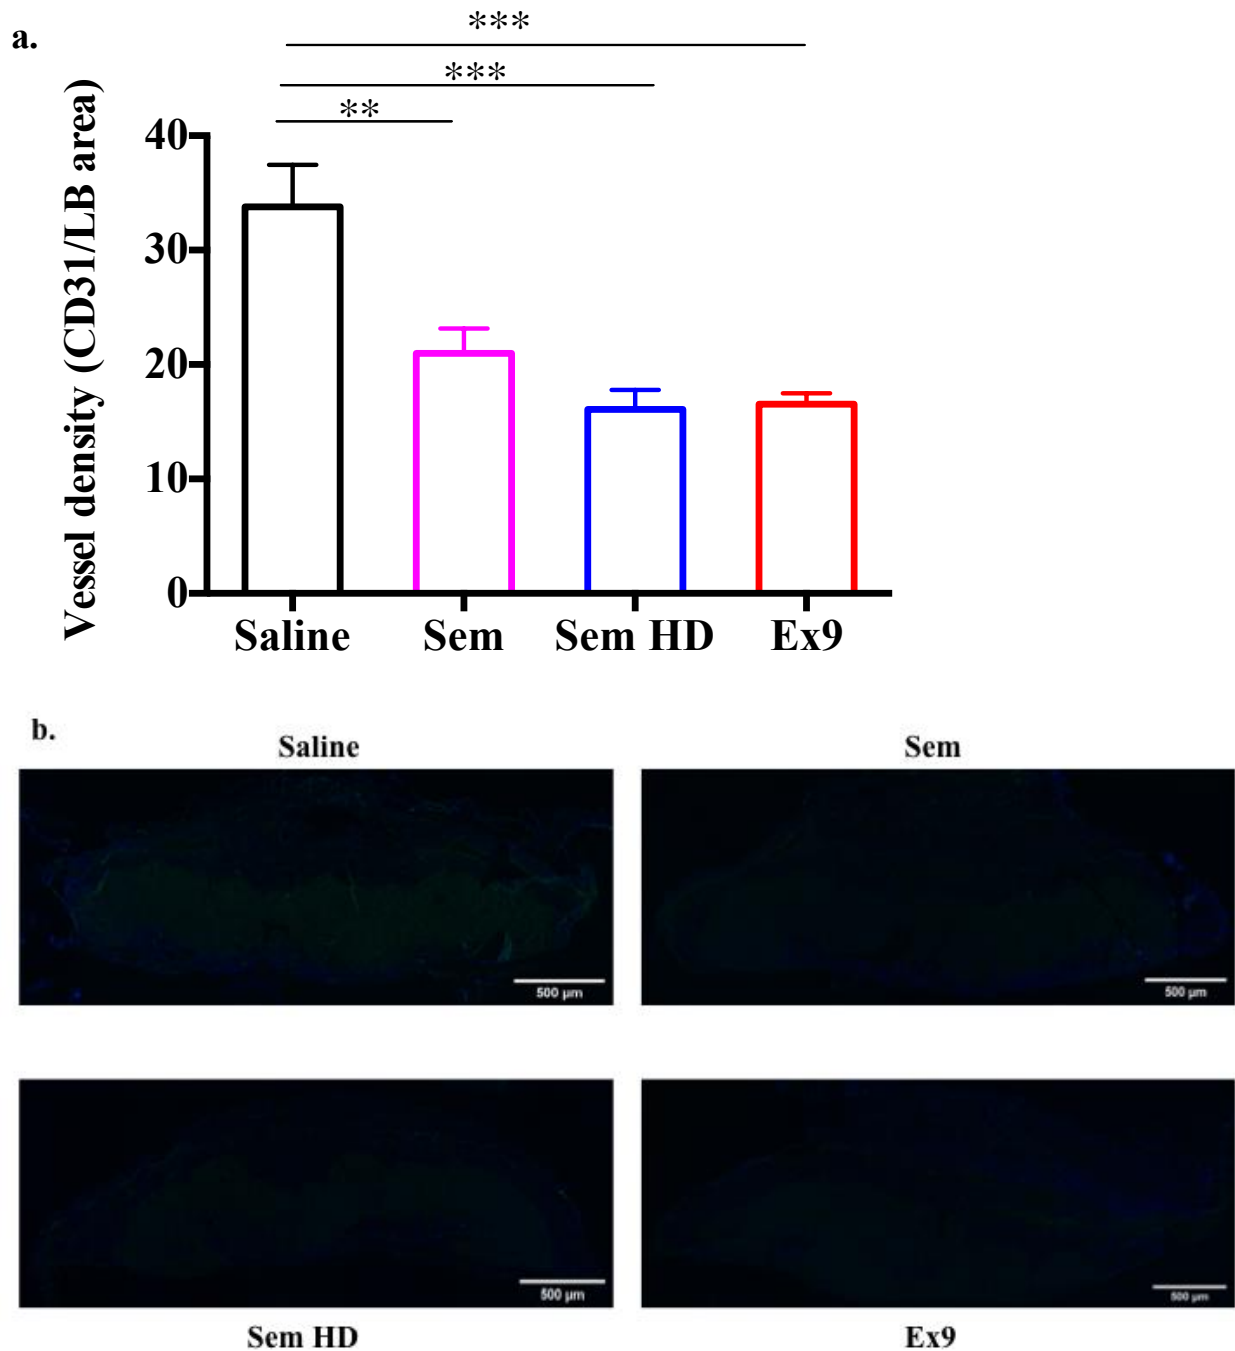 a.
***
***
**
Vessel density (CD31/LB area)
40
30
20
10
0
Saline Sem Sem HD Ex9
b.
Saline Sem
500 µm 500 µm
500 µm 500 µm
Sem HD Ex9